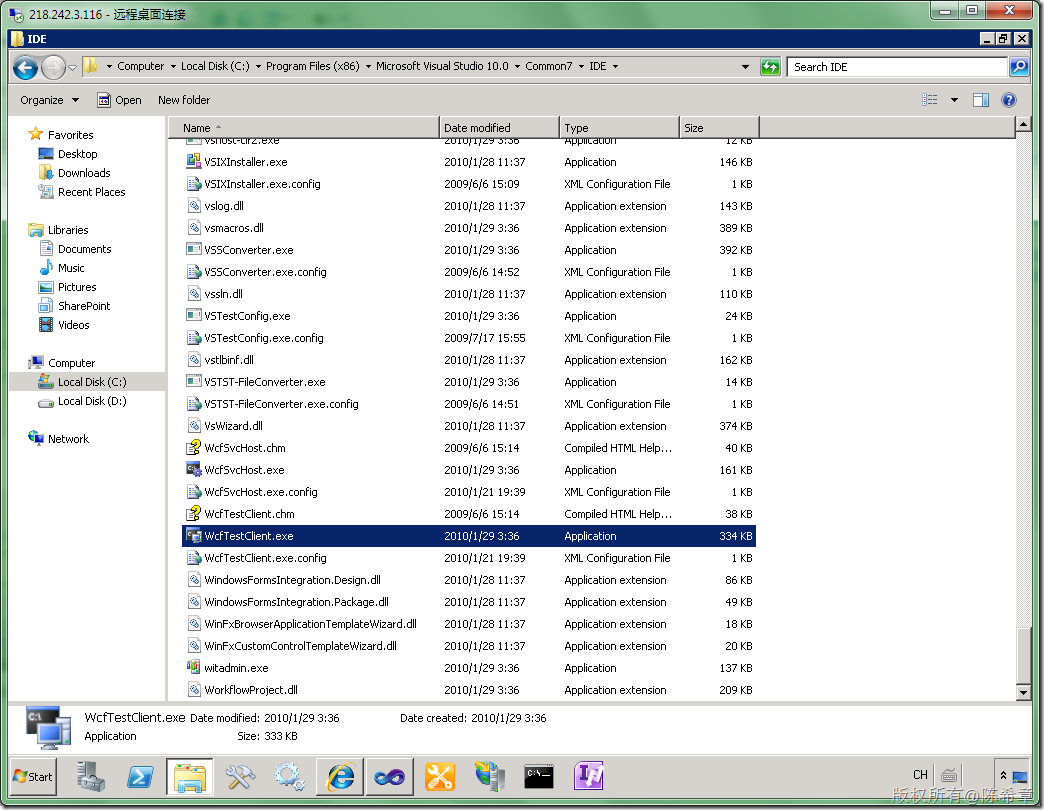 218.242.3.116 - 远程桌面连接
IDE
Computer Local Disk (C:) Program Files (x86) Microsoft Visual Studio 10.0 Common7 IDE Search IDE
Organize Open New folder
Name Date modified Type Size
Favorites
Desktop
Downloads
Recent Places
Libraries
Documents
Music
Pictures
SharePoint
Videos
Computer
Local Disk (C:)
Local Disk (D:)
Network
vshost-clr2.exe 2010/1/29 3:36 Application 12 KB
VSIXInstaller.exe 2010/1/28 11:37 Application 146 KB
VSIXInstaller.exe.config 2009/6/6 15:09 XML Configuration File 1 KB
vslog.dll 2010/1/28 11:37 Application extension 143 KB
vsmacros.dll 2010/1/29 3:36 Application extension 389 KB
VSSConverter.exe 2010/1/29 3:36 Application 392 KB
VSSConverter.exe.config 2009/6/6 14:52 XML Configuration File 1 KB
vssln.dll 2010/1/28 11:37 Application extension 110 KB
VSTestConfig.exe 2010/1/29 3:36 Application 24 KB
VSTestConfig.exe.config 2009/7/17 15:55 XML Configuration File 1 KB
vstlbinf.dll 2010/1/28 11:37 Application extension 162 KB
VSTST-FileConverter.exe 2010/1/29 3:36 Application 14 KB
VSTST-FileConverter.exe.config 2009/6/6 14:51 XML Configuration File 1 KB
VsWizard.dll 2010/1/28 11:37 Application extension 374 KB
WcfSvcHost.chm 2009/6/6 15:14 Compiled HTML Help... 40 KB
WcfSvcHost.exe 2010/1/29 3:36 Application 161 KB
WcfSvcHost.exe.config 2010/1/21 19:39 XML Configuration File 1 KB
WcfTestClient.chm 2009/6/6 15:14 Compiled HTML Help... 38 KB
WcfTestClient.exe 2010/1/29 3:36 Application 334 KB
WcfTestClient.exe.config 2010/1/21 19:39 XML Configuration File 1 KB
WindowsFormsIntegration.Design.dll 2010/1/28 11:37 Application extension 86 KB
WindowsFormsIntegration.Package.dll 2010/1/28 11:37 Application extension 49 KB
WinFxBrowserApplicationTemplateWizard.dll 2010/1/28 11:37 Application extension 18 KB
WinFxCustomControlTemplateWizard.dll 2010/1/28 11:37 Application extension 20 KB
witadmin.exe 2010/1/29 3:36 Application 137 KB
WorkflowProject.dll 2010/1/29 3:36 Application extension 209 KB
WcfTestClient.exe Date modified: 2010/1/29 3:36 Date created: 2010/1/29 3:36
Application Size: 333 KB
Start CH
版权所有@陈希章